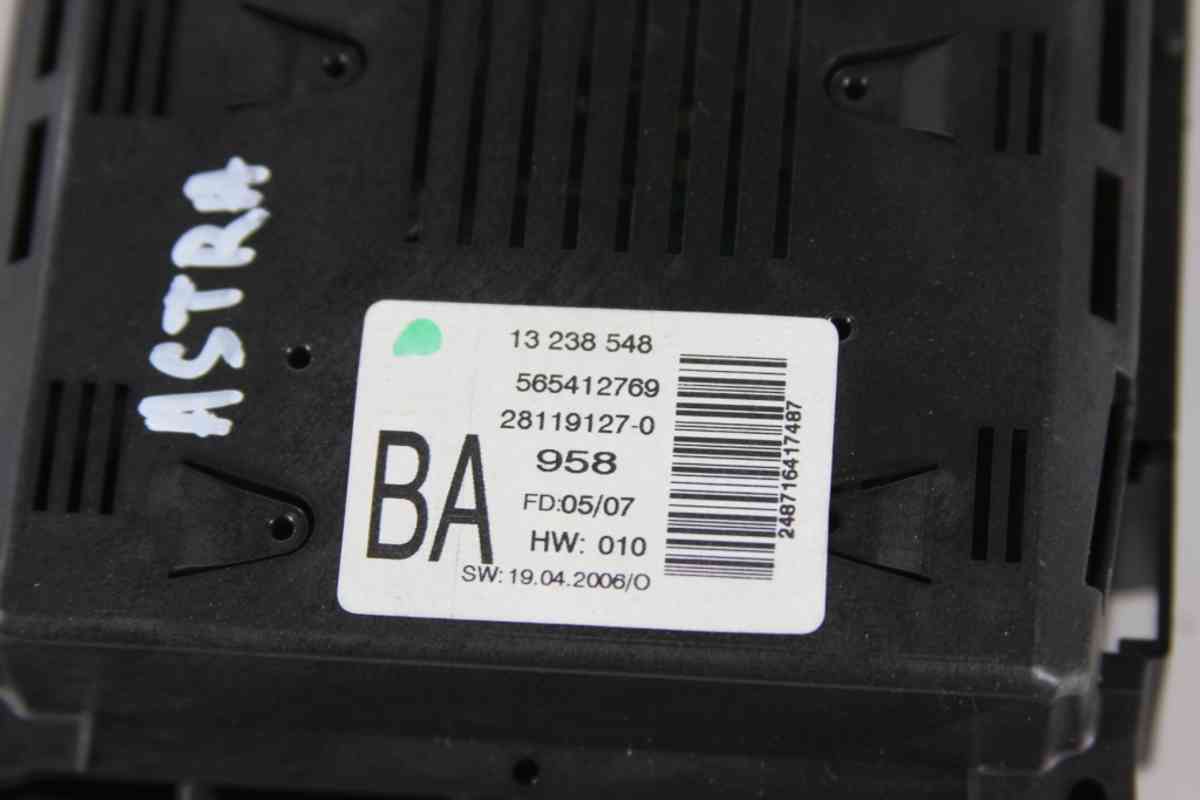 ASTRA
13 238 548
565412769
28119127-0
958
BA
FD:05/07
HW: 010
SW: 19.04.2006/O
248716417487